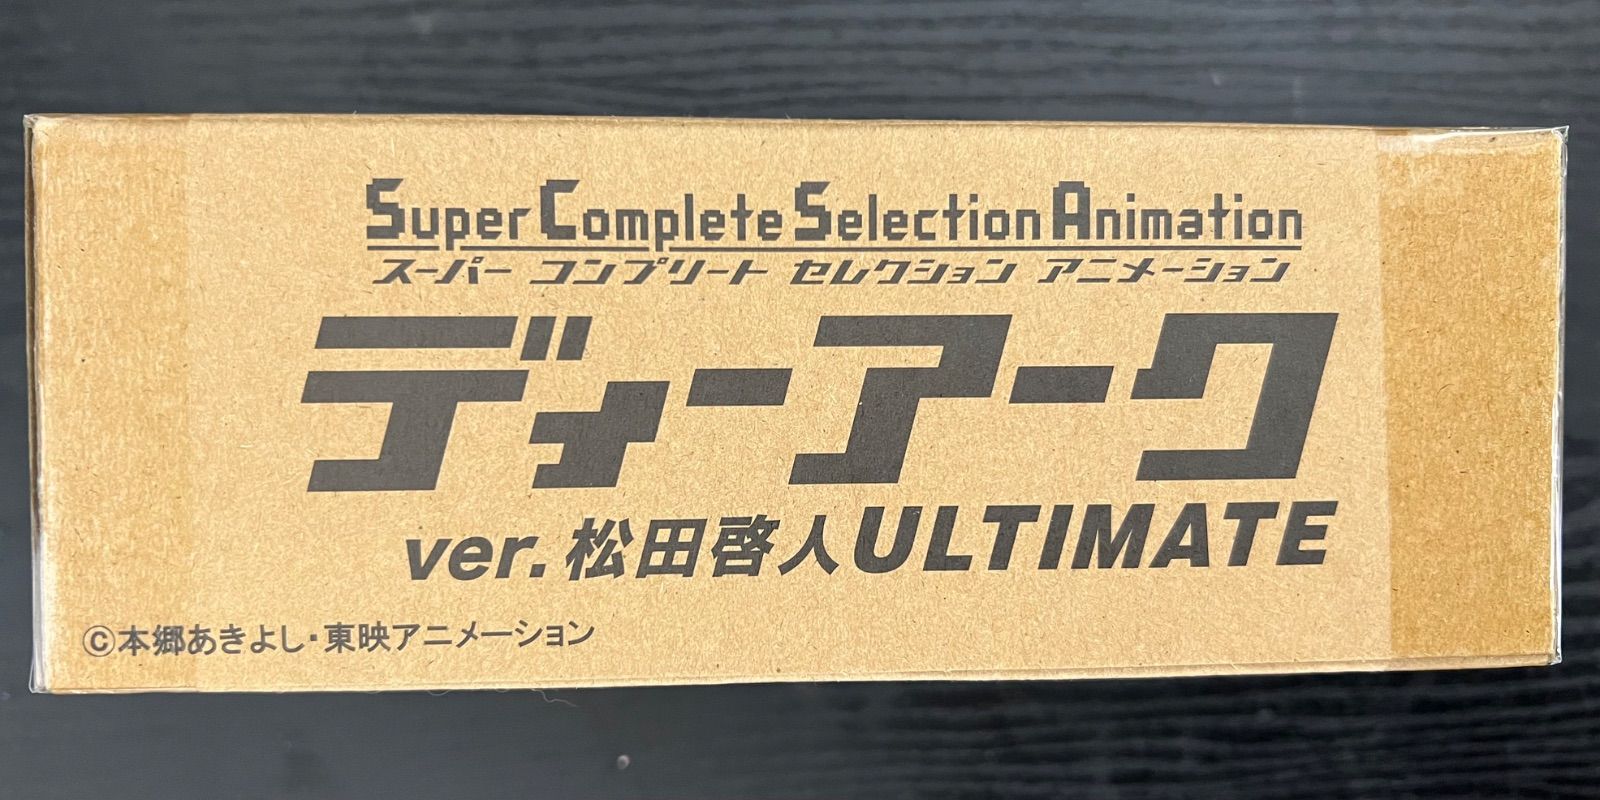 Super Complete Selection Animation
スーパー コンプリート セレクション アニメーション
ディーアーク
ver.松田啓人ULTIMATE
©本郷あきよし・東映アニメーション